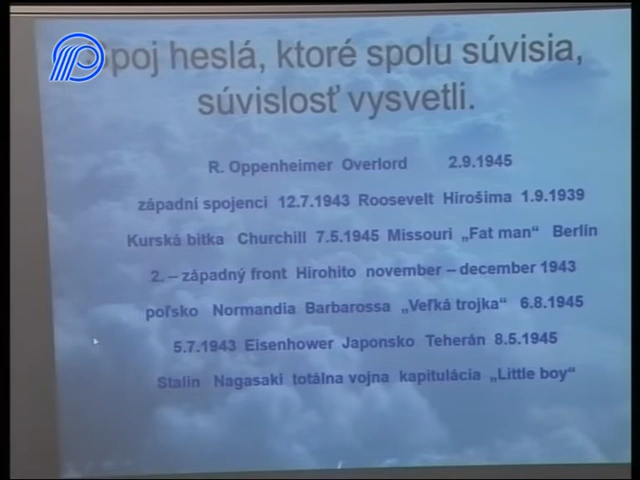 Spoj heslá, ktoré spolu súvisia,
súvislosť vysvetli.
R. Oppenheimer Overlord 2.9.1945
západní spojenci 12.7.1943 Roosevelt Hirošima 1.9.1939
Kurská bitka Churchill 7.5.1945 Missouri „Fat man“ Berlín
2. – západný front Hirohito november – december 1943
poľsko Normandia Barbarossa „Veľká trojka“ 6.8.1945
5.7.1943 Eisenhower Japonsko Teherán 8.5.1945
Stalin Nagasaki totálna vojna kapitulácia „Little boy“